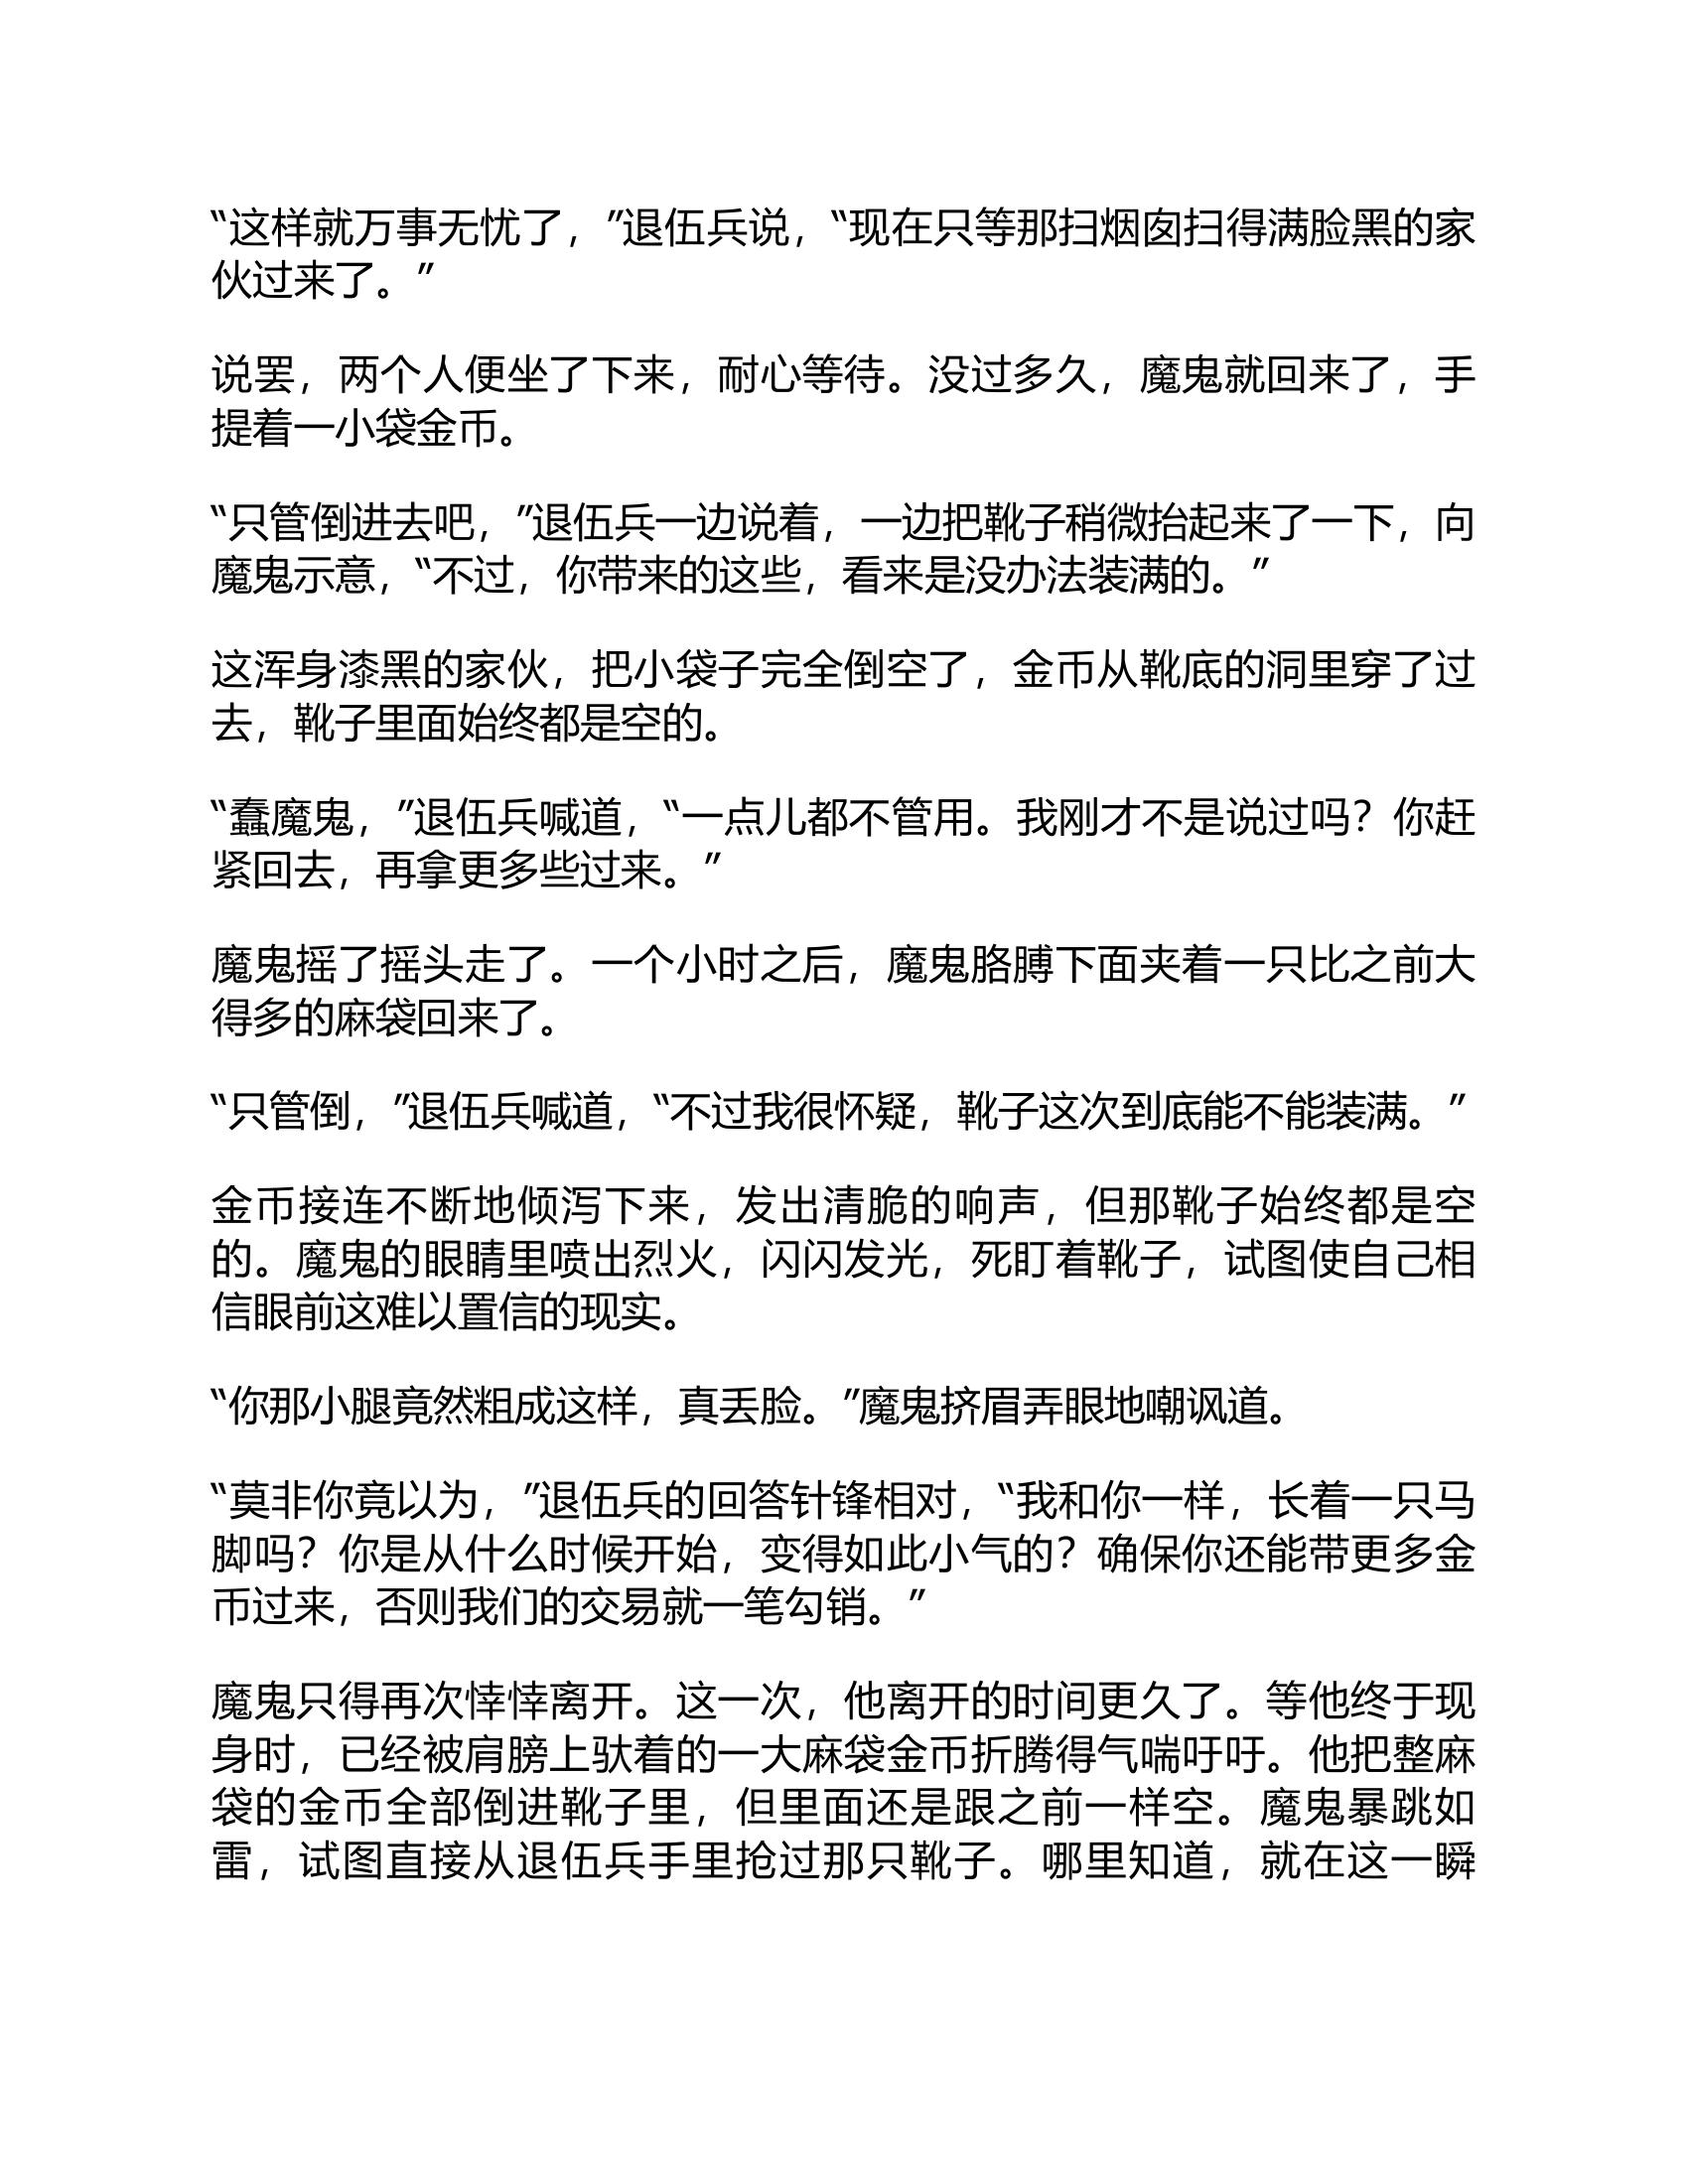 “这样就万事无忧了，”退伍兵说，“现在只等那扫烟囱扫得满脸黑的家
伙过来了。”
说罢，两个人便坐了下来，耐心等待。没过多久，魔鬼就回来了，手
提着一小袋金币。
“只管倒进去吧，”退伍兵一边说着，一边把靴子稍微抬起来了一下，向
魔鬼示意，“不过，你带来的这些，看来是没办法装满的。”
这浑身漆黑的家伙，把小袋子完全倒空了，金币从靴底的洞里穿了过
去，靴子里面始终都是空的。
“蠢魔鬼，”退伍兵喊道，“一点儿都不管用。我刚才不是说过吗？你赶
紧回去，再拿更多些过来。”
魔鬼摇了摇头走了。一个小时之后，魔鬼胳膊下面夹着一只比之前大
得多的麻袋回来了。
“只管倒，”退伍兵喊道，“不过我很怀疑，靴子这次到底能不能装满。”
金币接连不断地倾泻下来，发出清脆的响声，但那靴子始终都是空
的。魔鬼的眼睛里喷出烈火，闪闪发光，死盯着靴子，试图使自己相
信眼前这难以置信的现实。
“你那小腿竟然粗成这样，真丢脸。”魔鬼挤眉弄眼地嘲讽道。
“莫非你竟以为，”退伍兵的回答针锋相对，“我和你一样，长着一只马
脚吗？你是从什么时候开始，变得如此小气的？确保你还能带更多金
币过来，否则我们的交易就一笔勾销。”
魔鬼只得再次悻悻离开。这一次，他离开的时间更久了。等他终于现
身时，已经被肩膀上驮着的一大麻袋金币折腾得气喘吁吁。他把整麻
袋的金币全部倒进靴子里，但里面还是跟之前一样空。魔鬼暴跳如
雷，试图直接从退伍兵手里抢过那只靴子。哪里知道，就在这一瞬